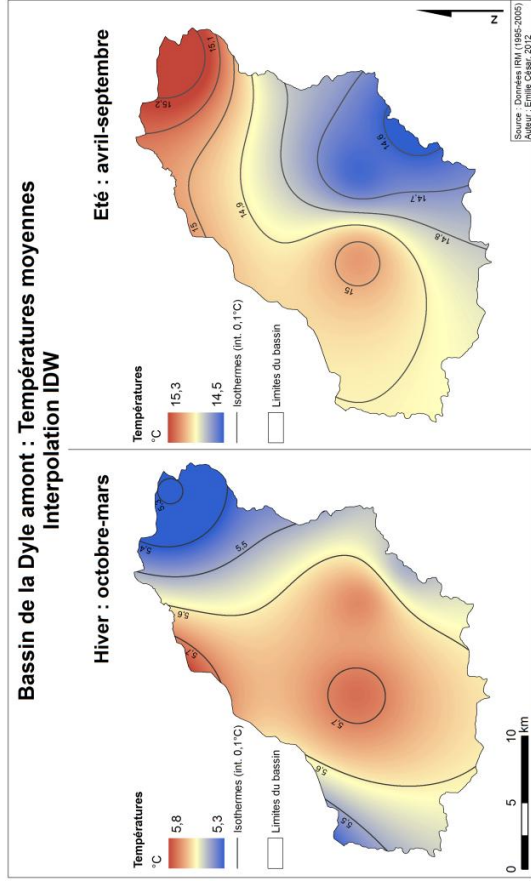 Bassin de la Dyle amont : Températures moyennes
Interpolation IDW
Hiver : octobre-mars
Températures
°C
5,8
5,3
Isothermes (int. 0,1°C)
Limites du bassin
5.5
5.6
5.7
5.7
5.6
5.5
5.4
5.3
0
5
10
km
Eté : avril-septembre
Températures
°C
15,3
14,5
Isothermes (int. 0,1°C)
Limites du bassin
15
14,9
15
15.2
15.1
14.8
14.7
14.6
N
Source : Données IRM (1995-2005)
Auteur : Emilie César, 2012